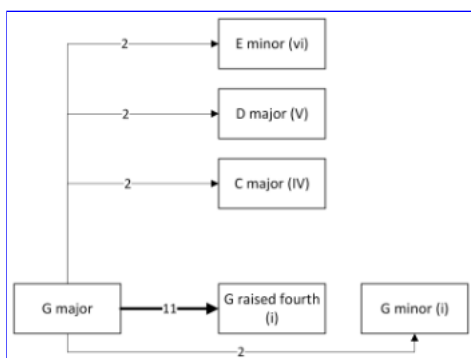 2
E minor (vi)
2
D major (V)
2
C major (IV)
G major
11
G raised fourth
(i)
G minor (i)
2